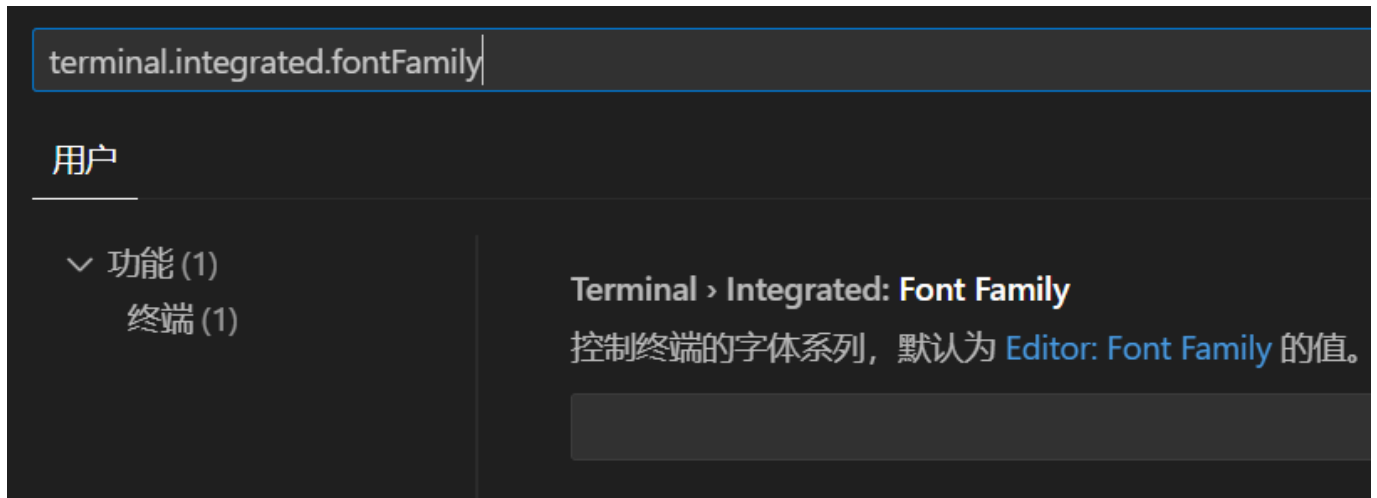 terminal.integrated.fontFamily
用户
功能 (1)
终端 (1)
Terminal › Integrated: Font Family
控制终端的字体系列，默认为 Editor: Font Family 的值。